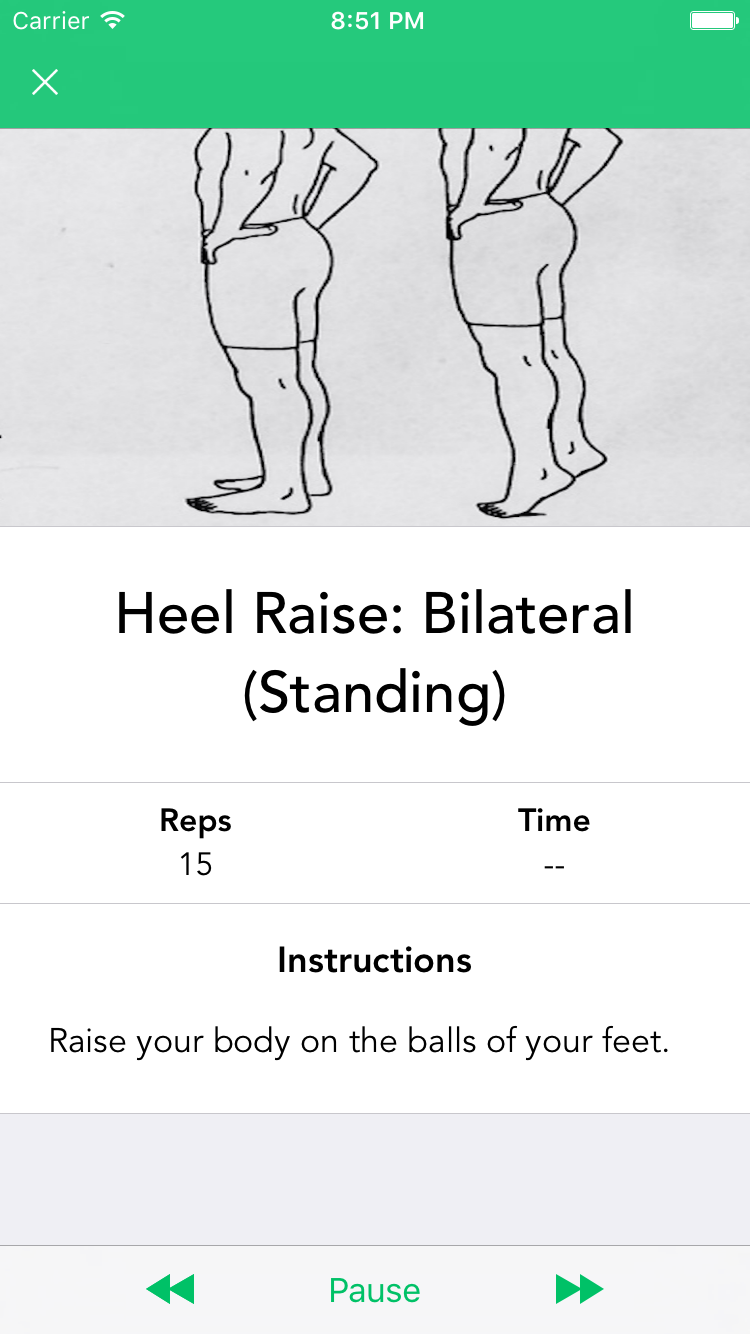 Carrier 8:51 PM
Heel Raise: Bilateral
(Standing)
Reps Time
15 --
Instructions
Raise your body on the balls of your feet.
Pause